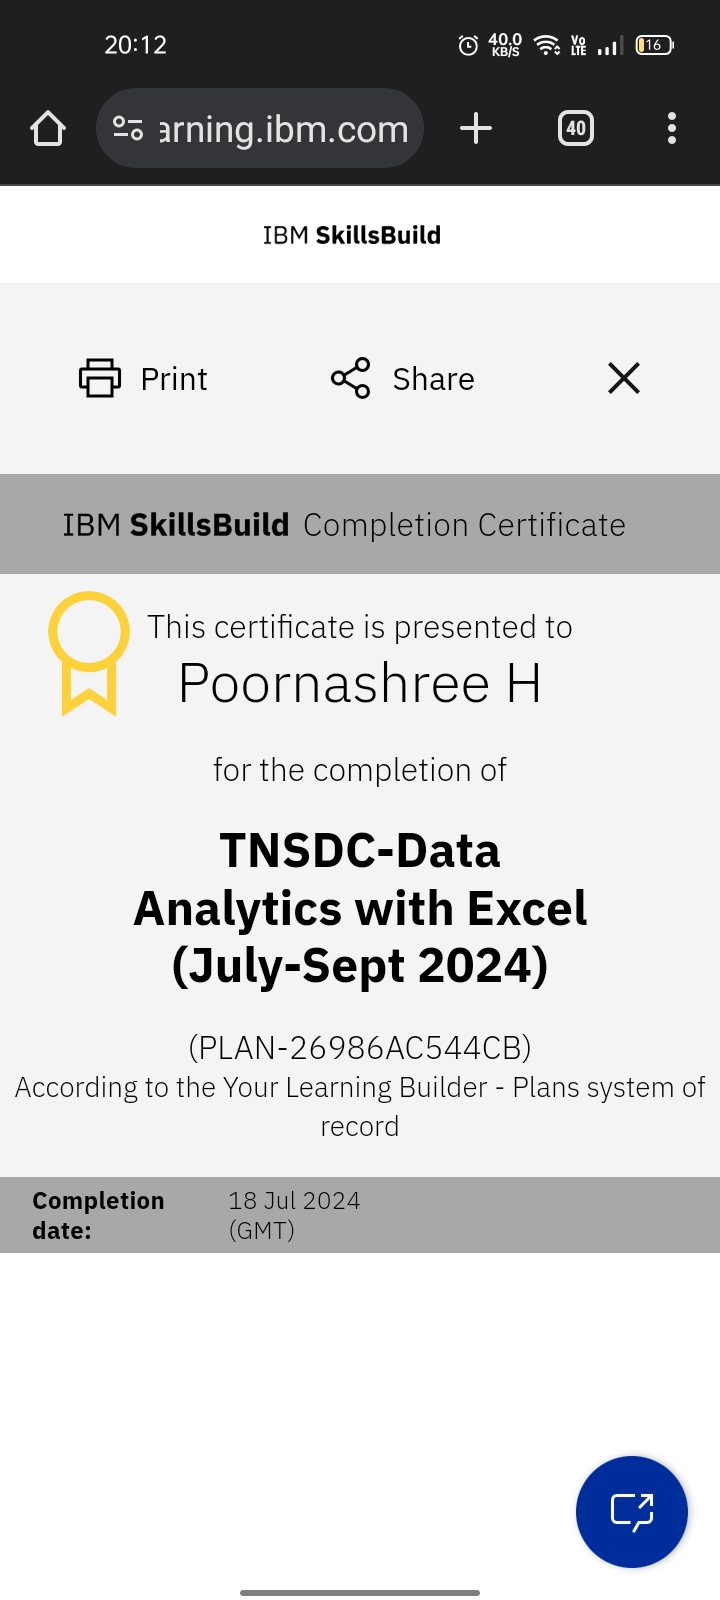 20:12
40.0
KB/S
Vo
LTE
16
arning.ibm.com
40
IBM SkillsBuild
Print
Share
IBM SkillsBuild Completion Certificate
This certificate is presented to
Poornashree H
for the completion of
TNSDC-Data
Analytics with Excel
(July-Sept 2024)
(PLAN-26986AC544CB)
According to the Your Learning Builder - Plans system of
record
Completion
date:
18 Jul 2024
(GMT)